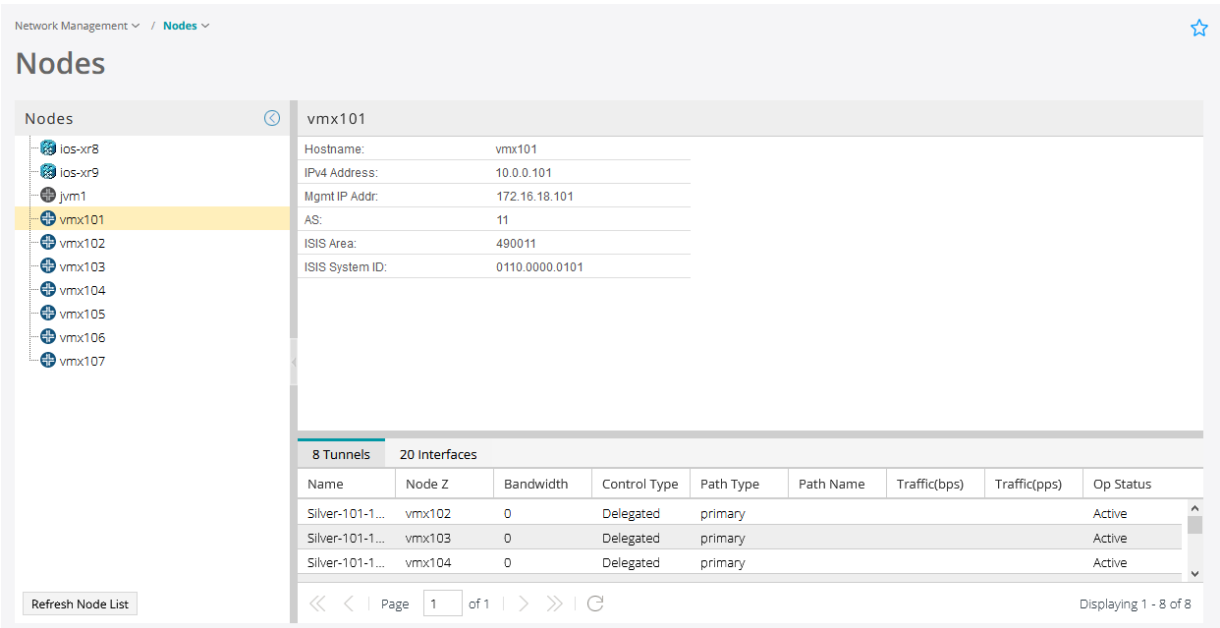 Network Management / Nodes
Nodes
Nodes
ios-xr8
ios-xr9
jvm1
vmx101
vmx102
vmx103
vmx104
vmx105
vmx106
vmx107
Refresh Node List
vmx101
Hostname: vmx101
IPv4 Address: 10.0.0.101
Mgmt IP Addr: 172.16.18.101
AS: 11
ISIS Area: 490011
ISIS System ID: 0110.0000.0101
8 Tunnels 20 Interfaces
Name Node Z Bandwidth Control Type Path Type Path Name Traffic(bps) Traffic(pps) Op Status
Silver-101-1... vmx102 0 Delegated primary Active
Silver-101-1... vmx103 0 Delegated primary Active
Silver-101-1... vmx104 0 Delegated primary Active
Page 1 of 1 Displaying 1 - 8 of 8